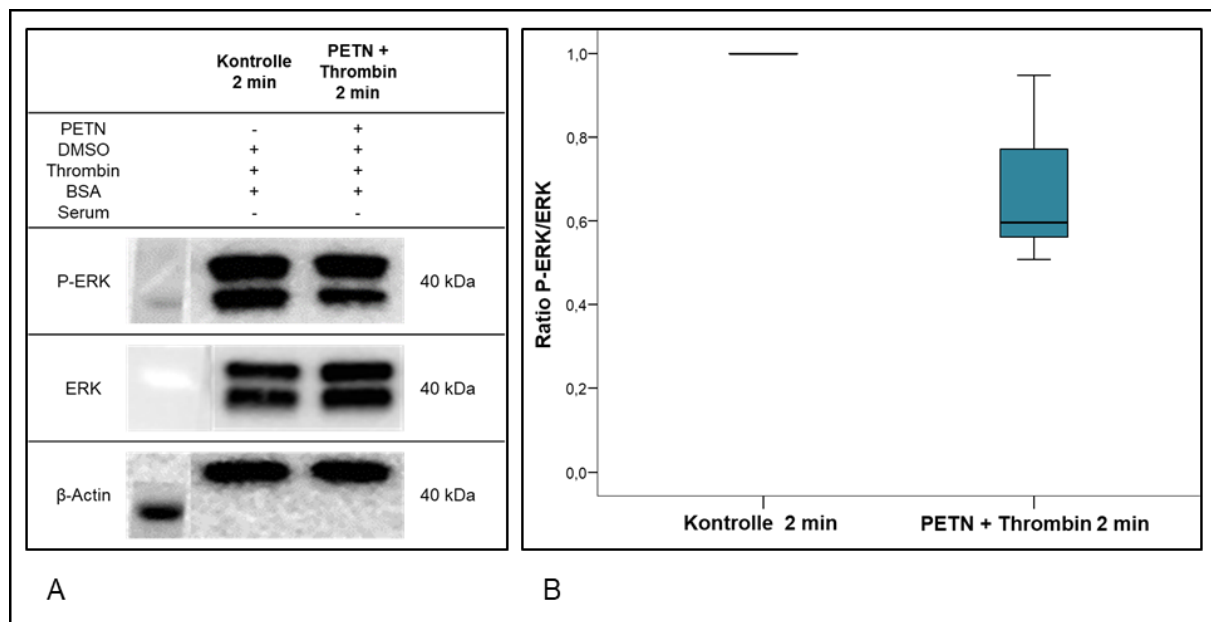 Kontrolle
2 min
PETN +
Thrombin
2 min
PETN - +
DMSO + +
Thrombin + +
BSA + +
Serum - -
P-ERK 40 kDa
ERK 40 kDa
β-Actin 40 kDa
A
Ratio P-ERK/ERK
1,0
0,8
0,6
0,4
0,2
0,0
Kontrolle 2 min PETN + Thrombin 2 min
B